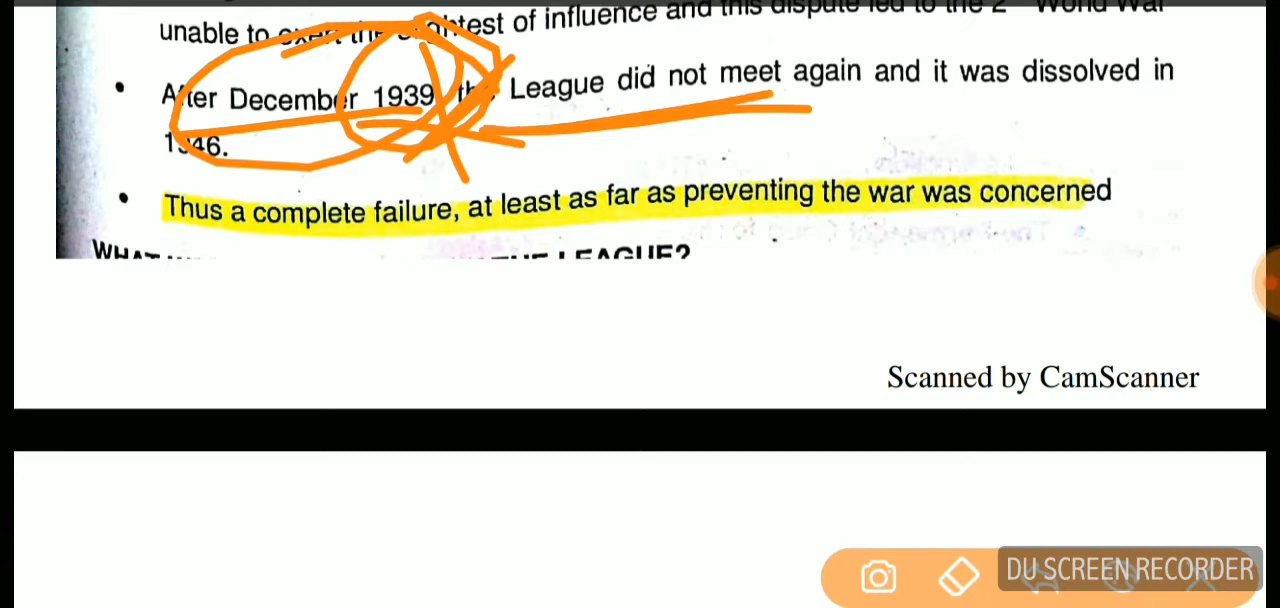 unable to exert the slightest of influence and this dispute led to the 2 World War
• After December 1939, the League did not meet again and it was dissolved in
1946.
• Thus a complete failure, at least as far as preventing the war was concerned
LEAGUE?
Scanned by CamScanner
DU SCREEN RECORDER